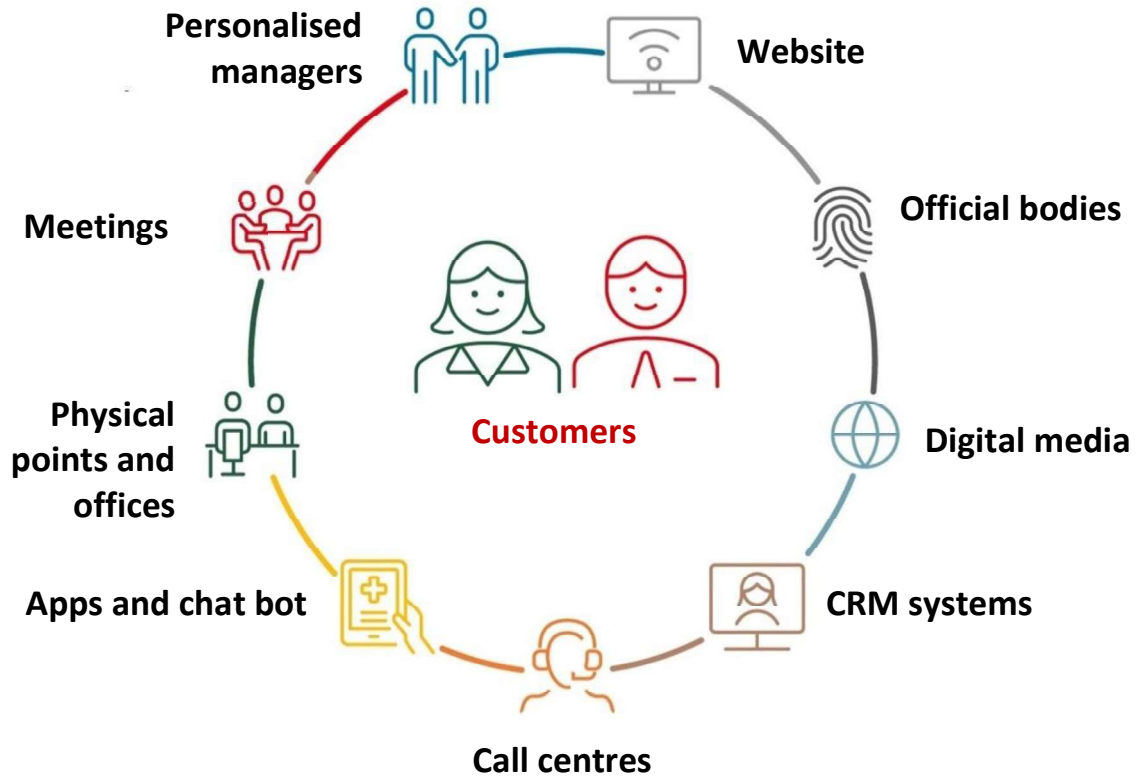 Personalised
managers
Website
Official bodies
Digital media
CRM systems
Call centres
Apps and chat bot
Physical
points and
offices
Meetings
Customers